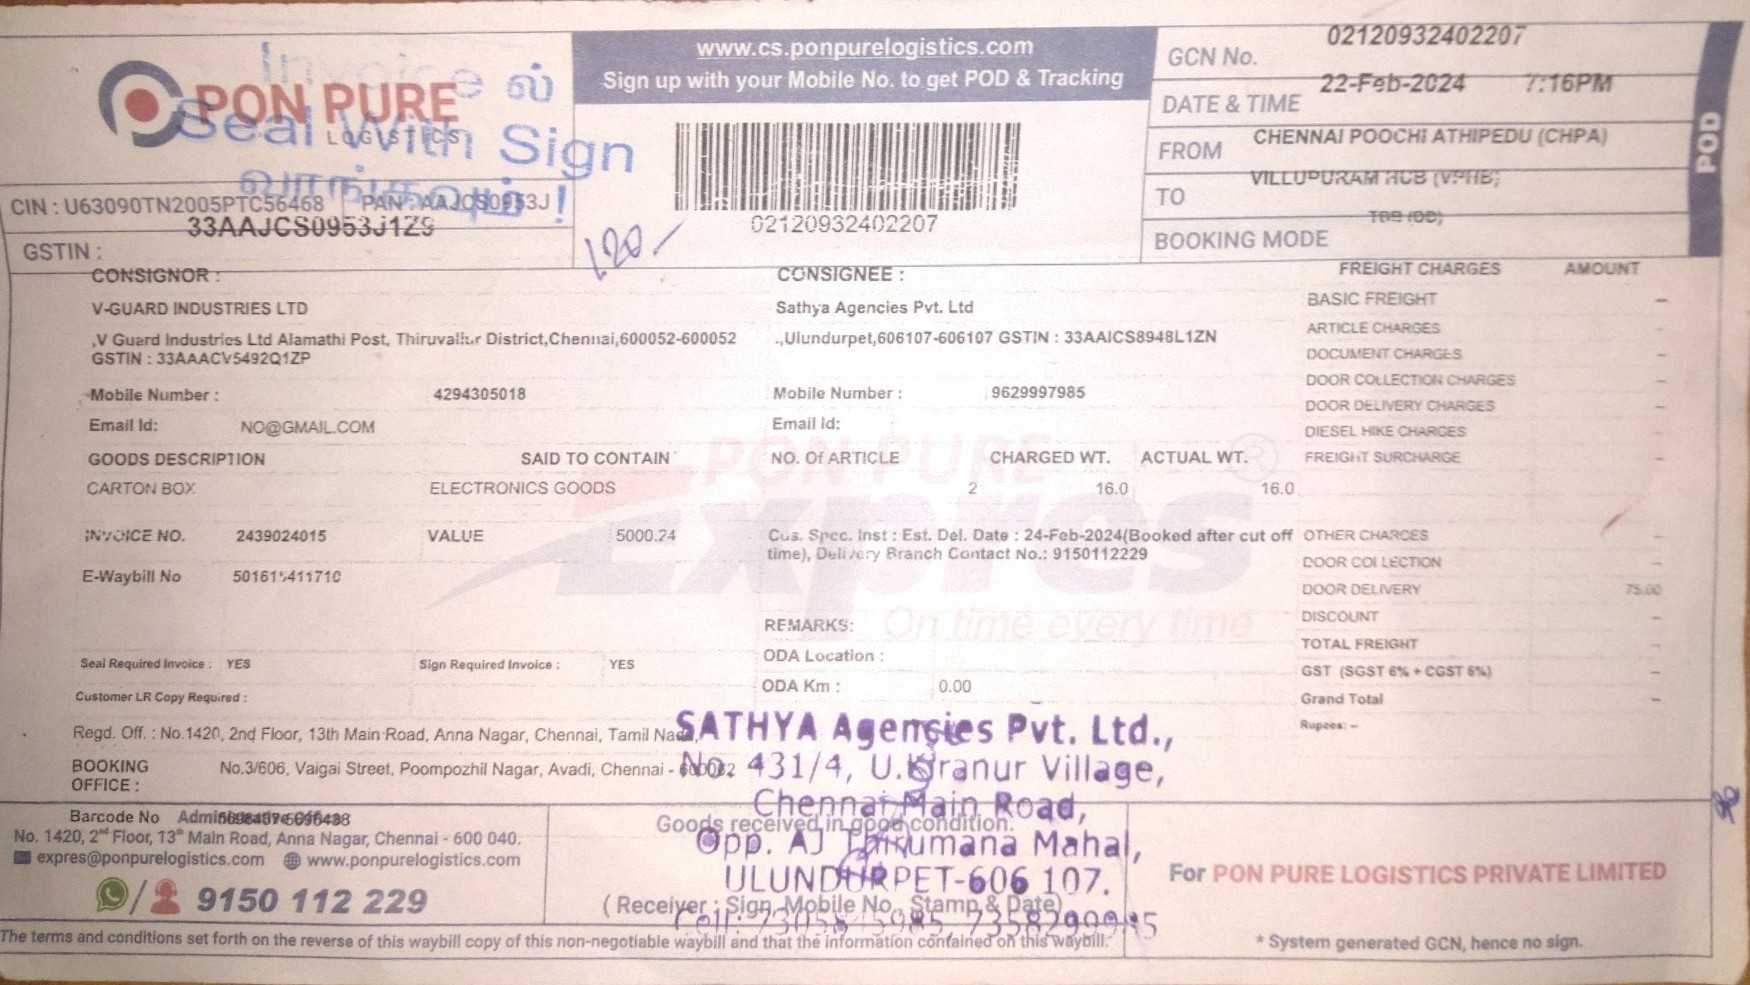 Invoice ல்
Seal With Sign
வாங்கவும் !
PON PURE
LOGISTICS
CIN : U63090TN2005PTC56468 PAN : AAJCS0953J
33AAJCS0953J1Z9
GSTIN :
www.cs.ponpurelogistics.com
Sign up with your Mobile No. to get POD & Tracking
02120932402207
120/-
GCN No. 02120932402207
DATE & TIME 22-Feb-2024 7:16PM
FROM CHENNAI POOCHI ATHIPEDU (CHPA)
TO VILLUPURAM HCB (VPHB)
BOOKING MODE
POD
CONSIGNOR :
V-GUARD INDUSTRIES LTD
,V Guard Industries Ltd Alamathi Post, Thiruvallur District,Chennai,600052-600052
GSTIN : 33AAACV5492Q1ZP
Mobile Number : 4294305018
Email Id: NO@GMAIL.COM
CONSIGNEE :
Sathya Agencies Pvt. Ltd
.,Ulundurpet,606107-606107 GSTIN : 33AAICS8948L1ZN
Mobile Number : 9629997985
Email Id:
GOODS DESCRIPTION SAID TO CONTAIN NO. Of ARTICLE CHARGED WT. ACTUAL WT.
CARTON BOX ELECTRONICS GOODS 2 16.0 16.0
INVOICE NO. 2439024015 VALUE 5000.24
E-Waybill No 501615411710
Cus. Spec. Inst : Est. Del. Date : 24-Feb-2024(Booked after cut off
time), Delivery Branch Contact No.: 9150112229
PON PURE
Expres
On time every time
REMARKS:
ODA Location :
ODA Km : 0.00
Seal Required Invoice : YES Sign Required Invoice : YES
Customer LR Copy Required :
FREIGHT CHARGES AMOUNT
BASIC FREIGHT –
ARTICLE CHARGES
DOCUMENT CHARGES –
DOOR COLLECTION CHARGES –
DOOR DELIVERY CHARGES –
DIESEL HIKE CHARGES –
FREIGHT SURCHARGE –
OTHER CHARGES –
DOOR COLLECTION –
DOOR DELIVERY 75.00
DISCOUNT –
TOTAL FREIGHT –
GST (SGST 6% + CGST 6%) –
Grand Total –
Rupees: –
Regd. Off. : No.1420, 2nd Floor, 13th Main Road, Anna Nagar, Chennai, Tamil
BOOKING OFFICE : No.3/606, Vaigai Street, Poompozhil Nagar, Avadi, Chennai -
SATHYA Agencies Pvt. Ltd.,
No 431/4, U.Kiranur Village,
Chennai Main Road,
Opp. AJ Thirumana Mahal,
ULUNDURPET-606 107.
Barcode No
No. 1420, 2nd Floor, 13th Main Road, Anna Nagar, Chennai - 600 040.
expres@ponpurelogistics.com www.ponpurelogistics.com
/ 9150 112 229
Goods received in good condition.
( Receiver : Sign, Mobile No., Stamp & Date)
For PON PURE LOGISTICS PRIVATE LIMITED
* System generated GCN, hence no sign.
The terms and conditions set forth on the reverse of this waybill copy of this non-negotiable waybill and that the information contained on this waybill.